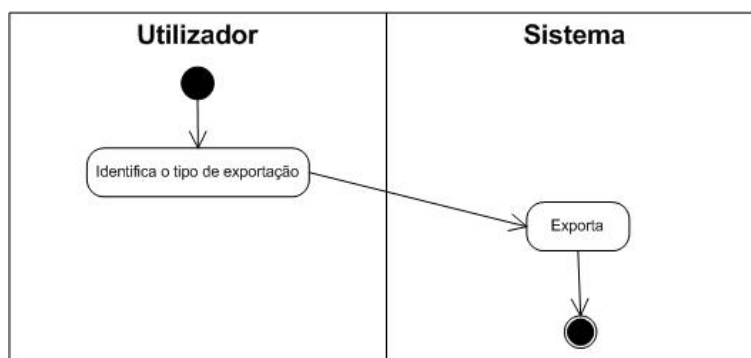 Utilizador
Sistema
Identifica o tipo de exportação
Exporta